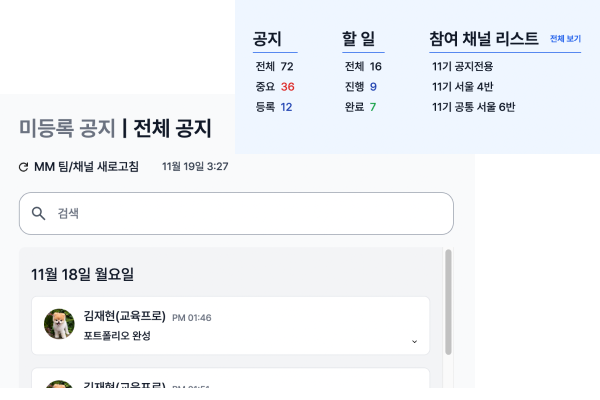 공지
전체 72
중요 36
등록 12
할 일
전체 16
진행 9
완료 7
참여 채널 리스트 전체 보기
11기 공지전용
11기 서울 4반
11기 공통 서울 6반
미등록 공지 | 전체 공지
MM 팀/채널 새로고침 11월 19일 3:27
검색
11월 18일 월요일
김재현(교육프로) PM 01:46
포트폴리오 완성
김재현(교육프로)